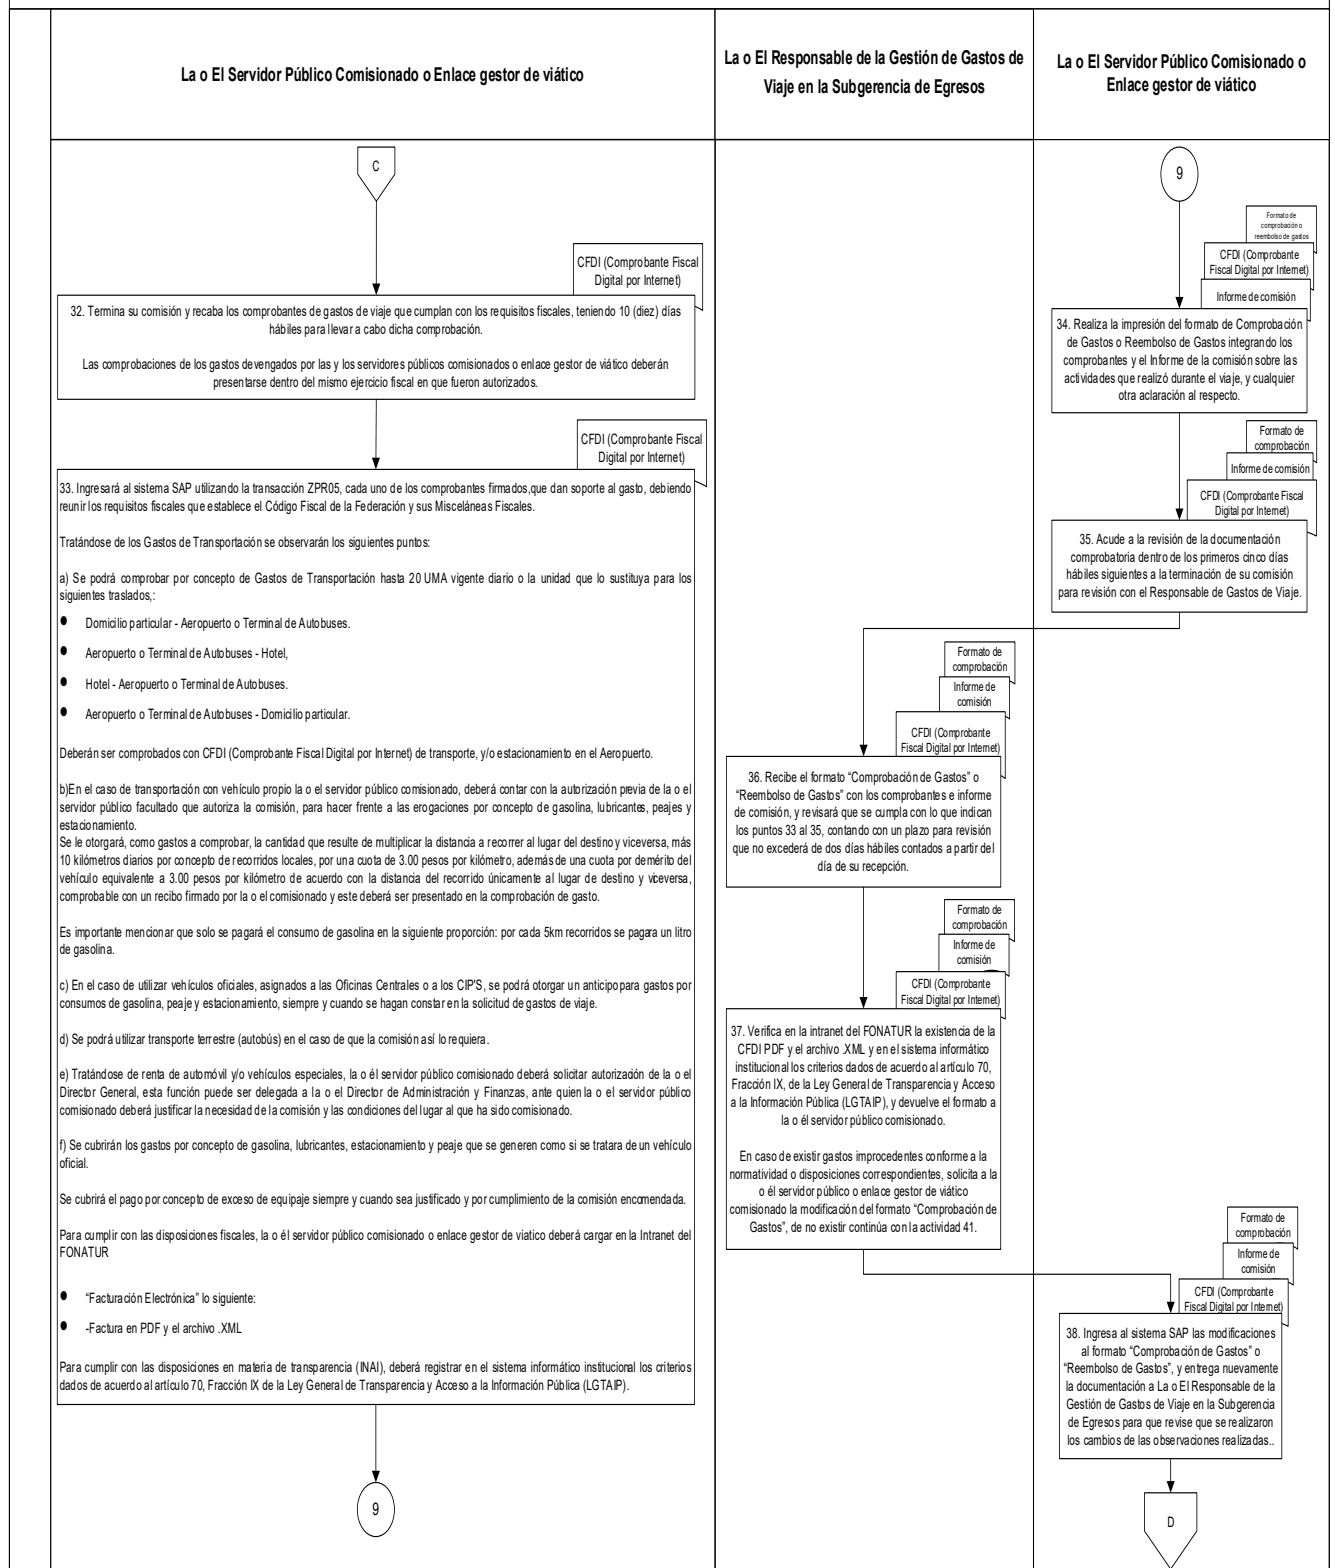 La o El Servidor Público Comisionado o Enlace gestor de viático
La o El Responsable de la Gestión de Gastos de
Viaje en la Subgerencia de Egresos
La o El Servidor Público Comisionado o
Enlace gestor de viático
C
CFDI (Comprobante Fiscal
Digital por Internet)
32. Termina su comisión y recaba los comprobantes de gastos de viaje que cumplan con los requisitos fiscales, teniendo 10 (diez) días
hábiles para llevar a cabo dicha comprobación.
Las comprobaciones de los gastos devengados por las y los servidores públicos comisionados o enlace gestor de viático deberán
presentarse dentro del mismo ejercicio fiscal en que fueron autorizados.
CFDI (Comprobante Fiscal
Digital por Internet)
33. Ingresará al sistema SAP utilizando la transacción ZPR05, cada uno de los comprobantes firmados,que dan soporte al gasto, debiendo
reunir los requisitos fiscales que establece el Código Fiscal de la Federación y sus Misceláneas Fiscales.
Tratándose de los Gastos de Transportación se observarán los siguientes puntos:
a) Se podrá comprobar por concepto de Gastos de Transportación hasta 20 UMA vigente diario o la unidad que lo sustituya para los
siguientes traslados,:
• Domicilio particular - Aeropuerto o Terminal de Autobuses.
• Aeropuerto o Terminal de Autobuses - Hotel,
• Hotel - Aeropuerto o Terminal de Autobuses.
• Aeropuerto o Terminal de Autobuses - Domicilio particular.
Deberán ser comprobados con CFDI (Comprobante Fiscal Digital por Internet) de transporte, y/o estacionamiento en el Aeropuerto.
b)En el caso de transportación con vehículo propio la o el servidor público comisionado, deberá contar con la autorización previa de la o el
servidor público facultado que autoriza la comisión, para hacer frente a las erogaciones por concepto de gasolina, lubricantes, peajes y
estacionamiento.
Se le otorgará, como gastos a comprobar, la cantidad que resulte de multiplicar la distancia a recorrer al lugar del destino y viceversa, más
10 kilómetros diarios por concepto de recorridos locales, por una cuota de 3.00 pesos por kilómetro, además de una cuota por demérito del
vehículo equivalente a 3.00 pesos por kilómetro de acuerdo con la distancia del recorrido únicamente al lugar de destino y viceversa,
comprobable con un recibo firmado por la o el comisionado y este deberá ser presentado en la comprobación de gasto.
Es importante mencionar que solo se pagará el consumo de gasolina en la siguiente proporción: por cada 5km recorridos se pagara un litro
de gasolina.
c) En el caso de utilizar vehículos oficiales, asignados a las Oficinas Centrales o a los CIP'S, se podrá otorgar un anticipo para gastos por
consumos de gasolina, peaje y estacionamiento, siempre y cuando se hagan constar en la solicitud de gastos de viaje.
d) Se podrá utilizar transporte terrestre (autobús) en el caso de que la comisión así lo requiera.
e) Tratándose de renta de automóvil y/o vehículos especiales, la o él servidor público comisionado deberá solicitar autorización de la o el
Director General, esta función puede ser delegada a la o el Director de Administración y Finanzas, ante quien la o el servidor público
comisionado deberá justificar la necesidad de la comisión y las condiciones del lugar al que ha sido comisionado.
f) Se cubrirán los gastos por concepto de gasolina, lubricantes, estacionamiento y peaje que se generen como si se tratara de un vehículo
oficial.
Se cubrirá el pago por concepto de exceso de equipaje siempre y cuando sea justificado y por cumplimiento de la comisión encomendada.
Para cumplir con las disposiciones fiscales, la o él servidor público comisionado o enlace gestor de viatico deberá cargar en la Intranet del
FONATUR
• “Facturación Electrónica” lo siguiente:
• -Factura en PDF y el archivo .XML
Para cumplir con las disposiciones en materia de transparencia (INAI), deberá registrar en el sistema informático institucional los criterios
dados de acuerdo al artículo 70, Fracción IX de la Ley General de Transparencia y Acceso a la Información Pública (LGTAIP).
9
9
Formato de
comprobación o
reembolso de gastos
CFDI (Comprobante
Fiscal Digital por Internet)
Informe de comisión
34. Realiza la impresión del formato de Comprobación
de Gastos o Reembolso de Gastos integrando los
comprobantes y el Informe de la comisión sobre las
actividades que realizó durante el viaje, y cualquier
otra aclaración al respecto.
Formato de
comprobación
Informe de comisión
CFDI (Comprobante Fiscal
Digital por Internet)
35. Acude a la revisión de la documentación
comprobatoria dentro de los primeros cinco días
hábiles siguientes a la terminación de su comisión
para revisión con el Responsable de Gastos de Viaje.
Formato de
comprobación
Informe de
comisión
CFDI (Comprobante
Fiscal Digital por Internet)
36. Recibe el formato “Comprobación de Gastos” o
“Reembolso de Gastos” con los comprobantes e informe
de comisión, y revisará que se cumpla con lo que indican
los puntos 33 al 35, contando con un plazo para revisión
que no excederá de dos días hábiles contados a partir del
día de su recepción.
Formato de
comprobación
Informe de
comisión
CFDI (Comprobante
Fiscal Digital por Internet)
37. Verifica en la intranet del FONATUR la existencia de la
CFDI PDF y el archivo .XML y en el sistema informático
institucional los criterios dados de acuerdo al artículo 70,
Fracción IX, de la Ley General de Transparencia y Acceso
a la Información Pública (LGTAIP), y devuelve el formato a
la o él servidor público comisionado.
En caso de existir gastos improcedentes conforme a la
normatividad o disposiciones correspondientes, solicita a la
o él servidor público o enlace gestor de viático
comisionado la modificación del formato “Comprobación de
Gastos”, de no existir continúa con la actividad 41.
Formato de
comprobación
Informe de
comisión
CFDI (Comprobante
Fiscal Digital por Internet)
38. Ingresa al sistema SAP las modificaciones
al formato “Comprobación de Gastos” o
“Reembolso de Gastos”, y entrega nuevamente
la documentación a La o El Responsable de la
Gestión de Gastos de Viaje en la Subgerencia
de Egresos para que revise que se realizaron
los cambios de las observaciones realizadas..
D